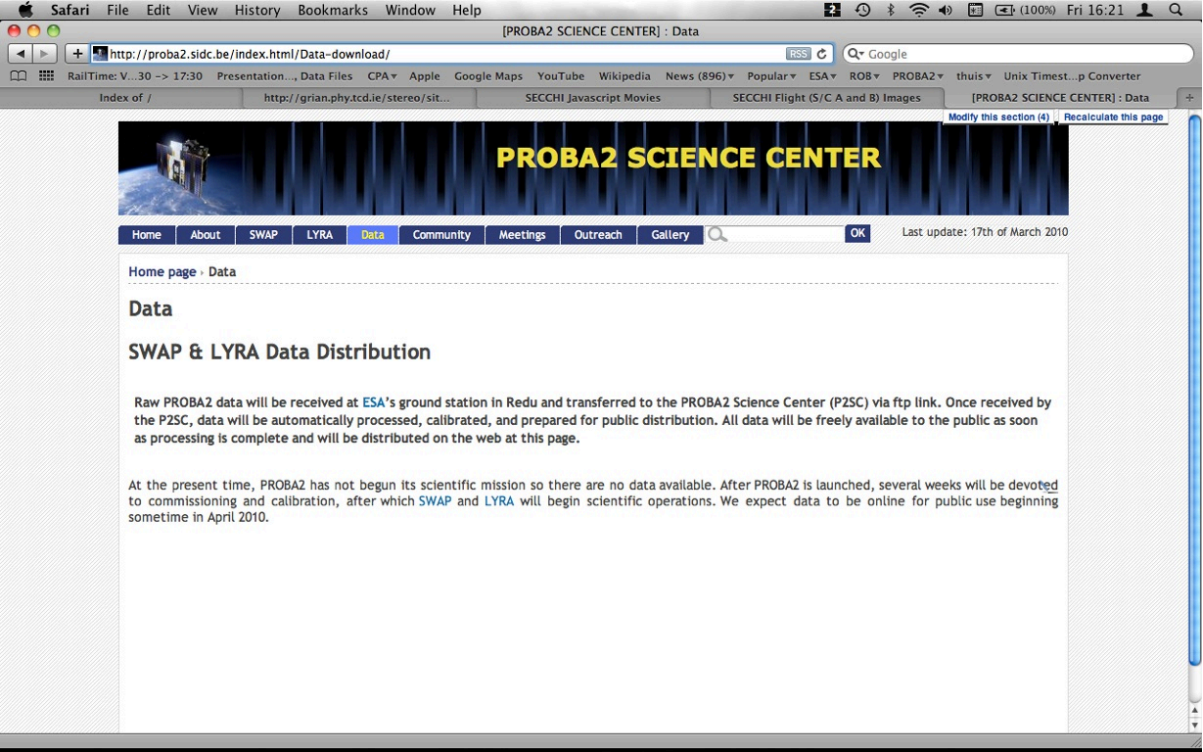 Safari File Edit View History Bookmarks Window Help (100%) Fri 16:21
[PROBA2 SCIENCE CENTER] : Data
http://proba2.sidc.be/index.html/Data-download/ RSS Google
RailTime: V...30 -> 17:30 Presentation..., Data Files CPA Apple Google Maps YouTube Wikipedia News (896) Popular ESA ROB PROBA2 thuis Unix Timest...p Converter
Index of / http://grian.phy.tcd.ie/stereo/sit... SECCHI Javascript Movies SECCHI Flight (S/C A and B) Images [PROBA2 SCIENCE CENTER] : Data
Modify this section (4) Recalculate this page
PROBA2 SCIENCE CENTER
Home About SWAP LYRA Data Community Meetings Outreach Gallery OK Last update: 17th of March 2010
Home page › Data
Data
SWAP & LYRA Data Distribution
Raw PROBA2 data will be received at ESA's ground station in Redu and transferred to the PROBA2 Science Center (P2SC) via ftp link. Once received by
the P2SC, data will be automatically processed, calibrated, and prepared for public distribution. All data will be freely available to the public as soon
as processing is complete and will be distributed on the web at this page.
At the present time, PROBA2 has not begun its scientific mission so there are no data available. After PROBA2 is launched, several weeks will be devoted
to commissioning and calibration, after which SWAP and LYRA will begin scientific operations. We expect data to be online for public use beginning
sometime in April 2010.